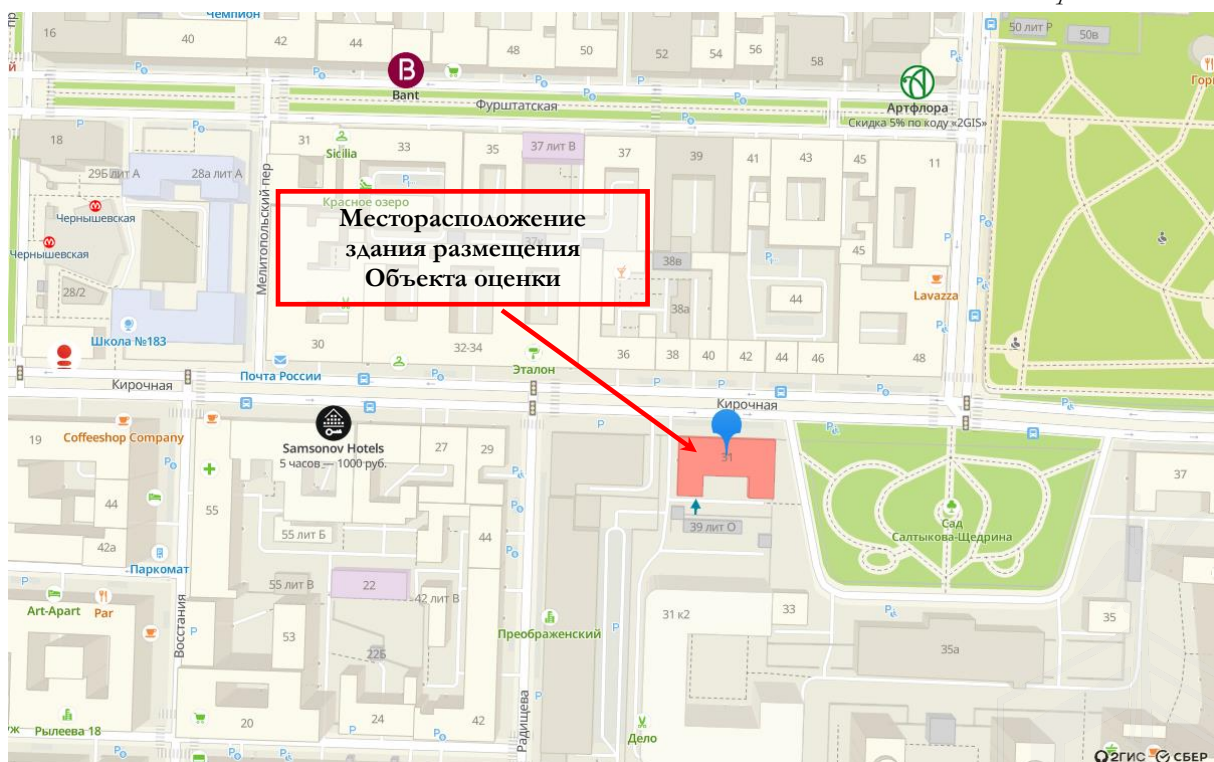 Чемпион
16
40
42
44
48
50
52
54
56
58
50 лит Р
50в
Bant
Фурштатская
Артфлора
Скидка 5% по коду «2GIS»
18
29Б лит А
28а лит А
Мелитопольский пер
31
Sicilia
33
35
37 лит В
37
39
41
43
45
11
Чернышевская
Чернышевская
28/2
Школа №183
Красное озеро
Месторасположение
здания размещения
Объекта оценки
38в
38а
45
44
Lavazza
30
32-34
Эталон
36
38
40
42
44
46
48
Почта России
Кирочная
Кирочная
19
Coffeeshop Company
Samsonov Hotels
5 часов — 1000 руб.
27
29
31
37
44
55
42а
Паркомат
55 лит Б
44
39 лит О
Сад
Салтыкова-Щедрина
Art-Apart
Par
Восстания
55 лит В
22
42 лит В
53
22Б
Преображенский
31 к2
33
35
35а
Рылеева 18
20
24
42
Радищева
Дело
2ГИС
СБЕР